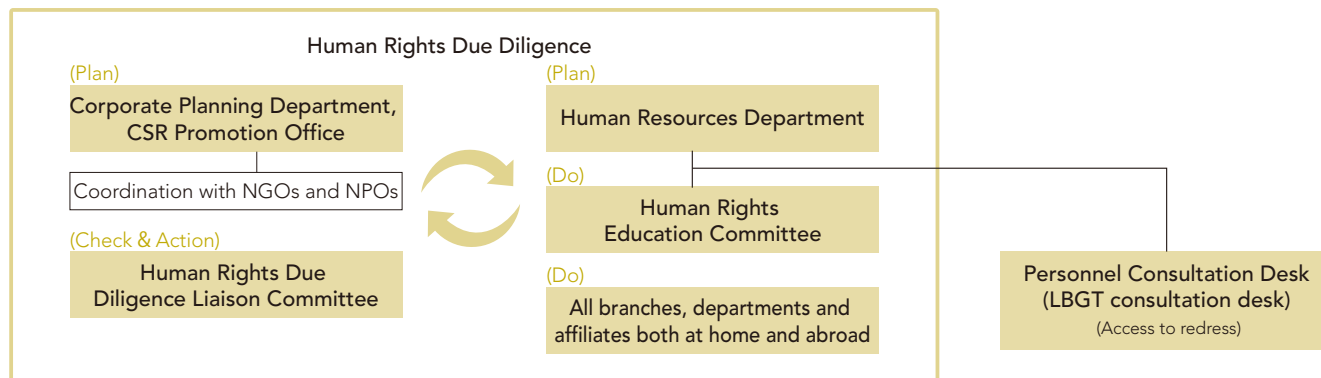 Human Rights Due Diligence
(Plan)
Corporate Planning Department,
CSR Promotion Office
Coordination with NGOs and NPOs
(Check & Action)
Human Rights Due
Diligence Liaison Committee
(Plan)
Human Resources Department
(Do)
Human Rights
Education Committee
(Do)
All branches, departments and
affiliates both at home and abroad
Personnel Consultation Desk
(LBGT consultation desk)
(Access to redress)